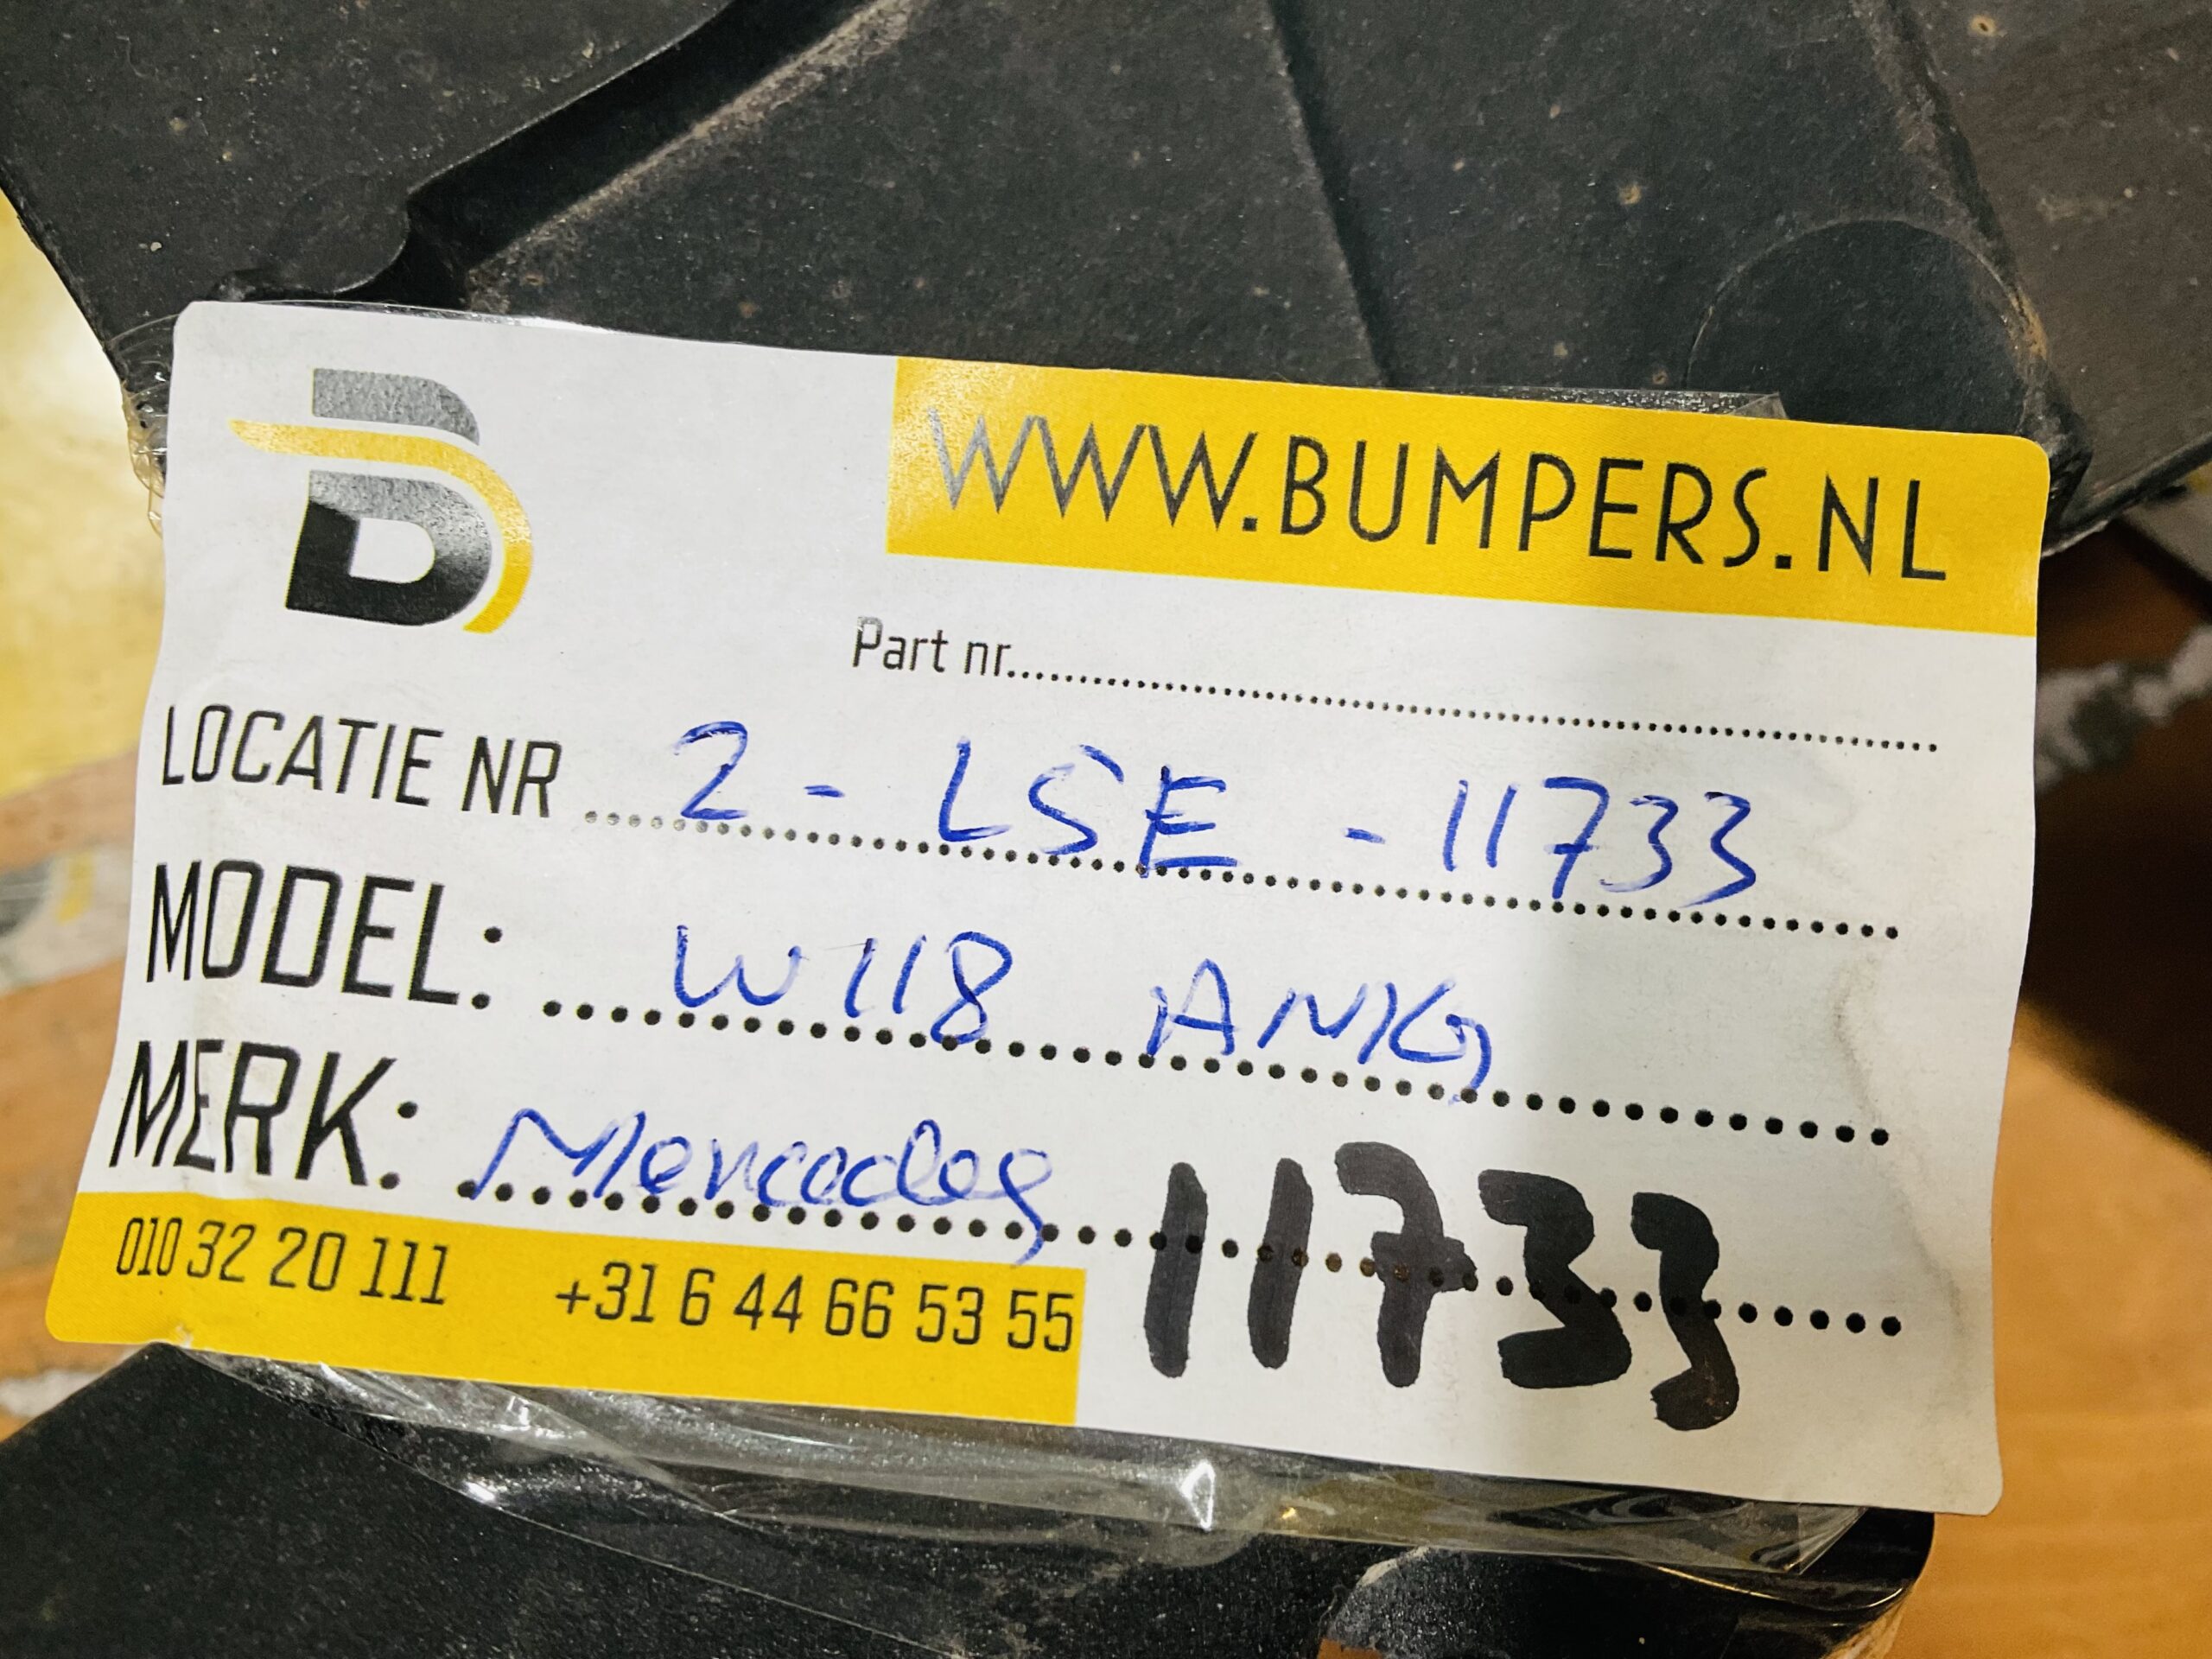 B
WWW.BUMPERS.NL
Part nr..........
LOCATIE NR ... 2 - LSE - 11733
MODEL: ... W118 AMG
MERK: Mercedes
11733
010 32 20 111 +31 6 44 66 53 55